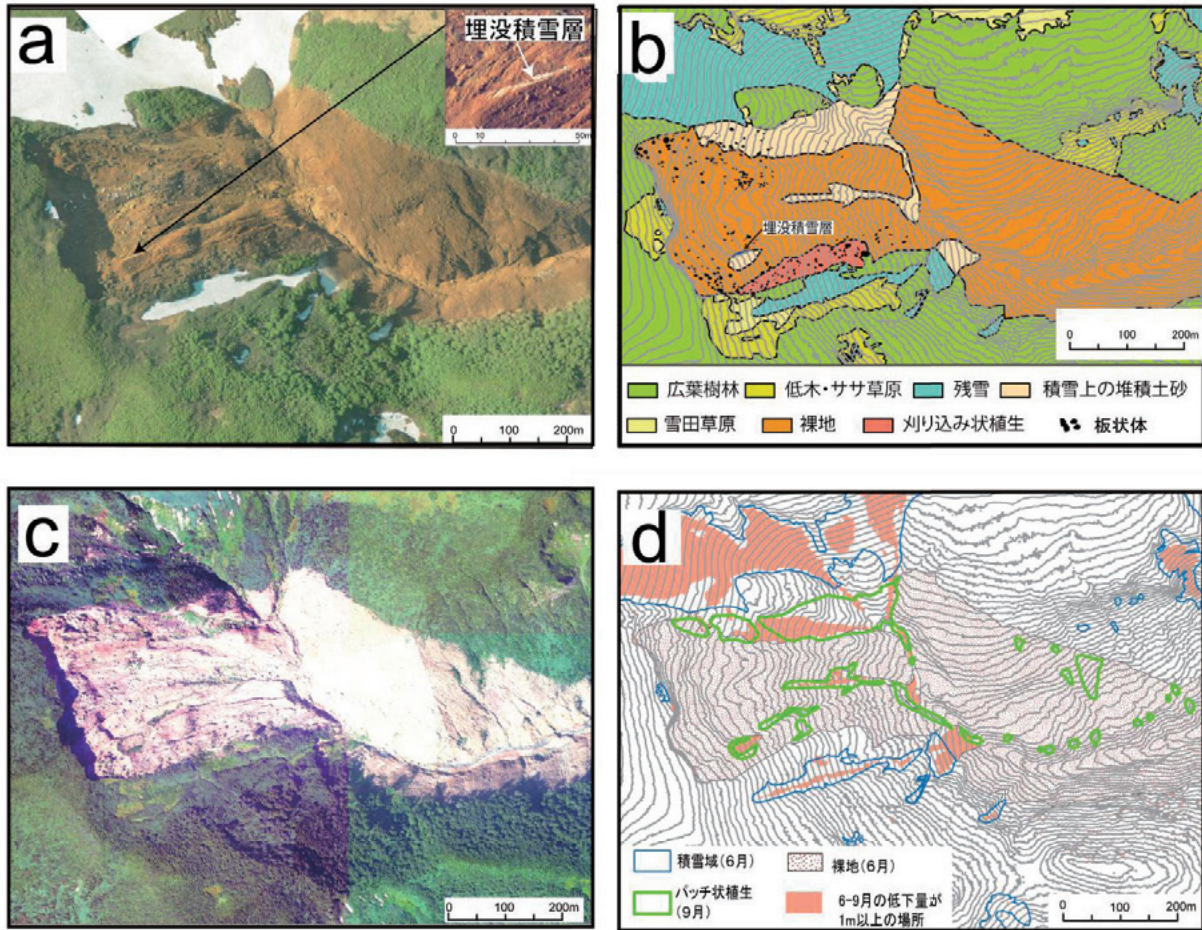 a
埋没積雪層
0 10 50m
0 100 200m
b
埋没積雪層
0 100 200m
広葉樹林 低木・ササ草原 残雪 積雪上の堆積土砂
雪田草原 裸地 刈り込み状植生 板状体
c
0 100 200m
d
積雪域(6月) 裸地(6月)
パッチ状植生
(9月)
6-9月の低下量が
1m以上の場所
0 100 200m